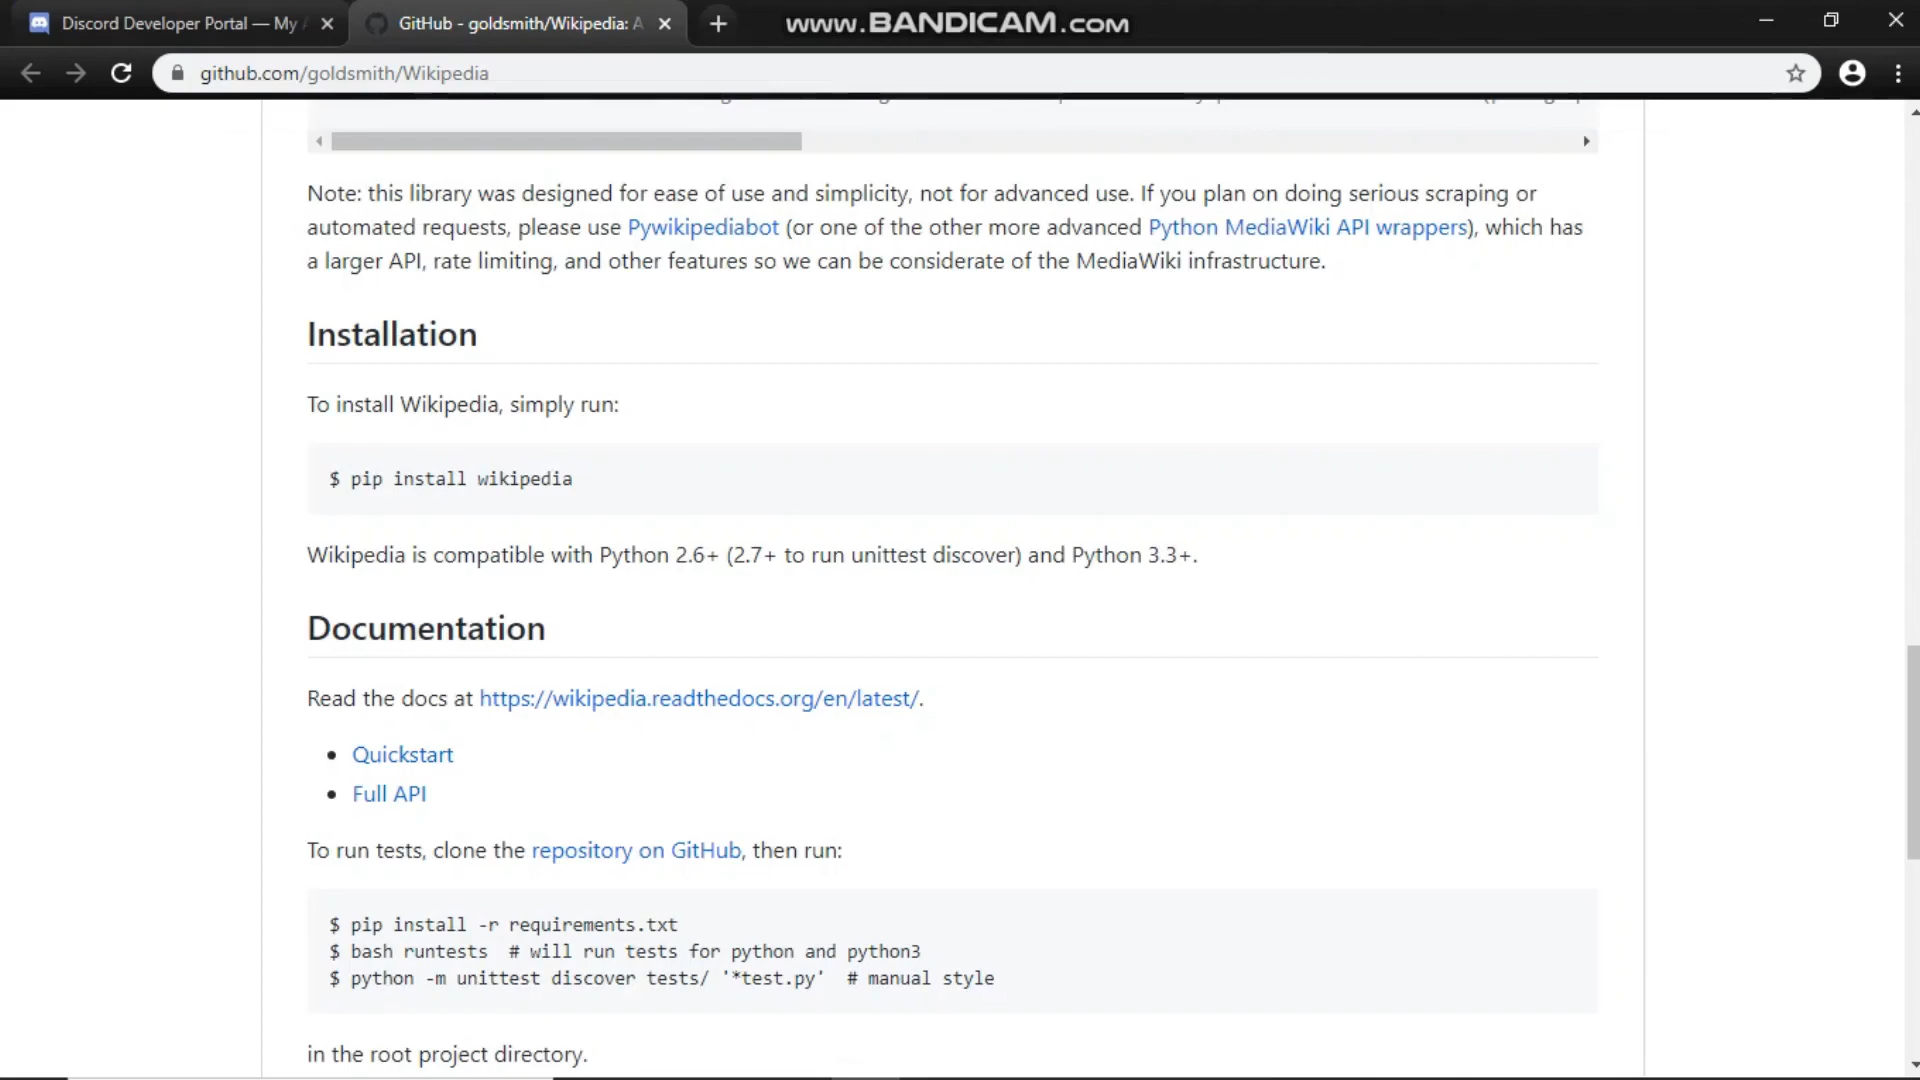 Discord Developer Portal — My
GitHub - goldsmith/Wikipedia: A
www.BANDICAM.com
github.com/goldsmith/Wikipedia
Note: this library was designed for ease of use and simplicity, not for advanced use. If you plan on doing serious scraping or
automated requests, please use Pywikipediabot (or one of the other more advanced Python MediaWiki API wrappers), which has
a larger API, rate limiting, and other features so we can be considerate of the MediaWiki infrastructure.
Installation
To install Wikipedia, simply run:
$ pip install wikipedia
Wikipedia is compatible with Python 2.6+ (2.7+ to run unittest discover) and Python 3.3+.
Documentation
Read the docs at https://wikipedia.readthedocs.org/en/latest/.
• Quickstart
• Full API
To run tests, clone the repository on GitHub, then run:
$ pip install -r requirements.txt
$ bash runtests  # will run tests for python and python3
$ python -m unittest discover tests/ '*test.py'  # manual style
in the root project directory.